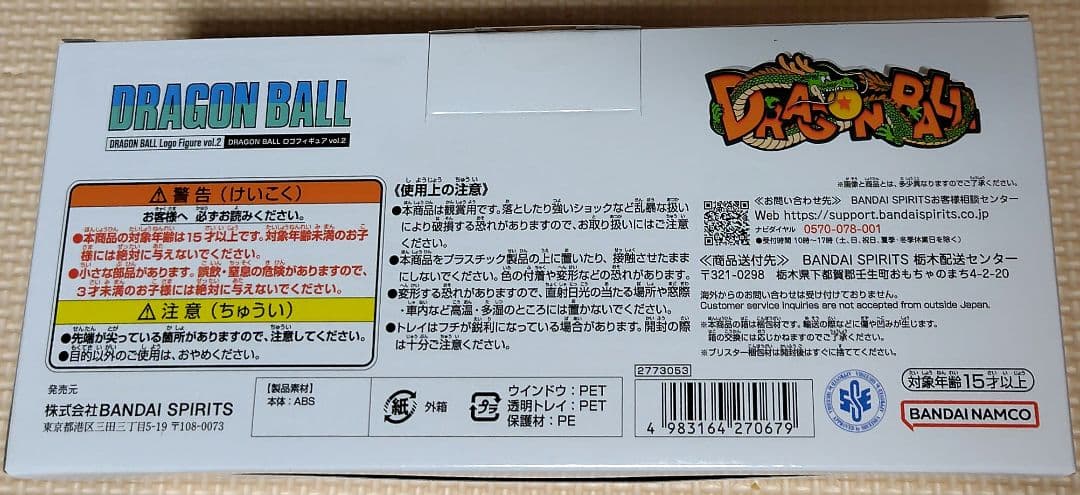 DRAGON BALL
DRAGON BALL Logo Figure vol.2 DRAGON BALL ロゴフィギュア vol.2
DRAGON BALL
⚠警告(けいこく)
お客様へ 必ずお読みください。
●本商品の対象年齢は15才以上です。対象年齢未満のお子
様には絶対に与えないでください。
●小さな部品があります。誤飲・窒息の危険がありますので、
3才未満のお子様には絶対に与えないでください。
⚠注意(ちゅうい)
●先端が尖っている箇所がありますので、注意してください。
●目的以外のご使用は、おやめください。
《使用上の注意》
●本商品は観賞用です。落としたり強いショックなど乱暴な扱い
により破損する恐れがありますので、お取り扱いにはご注意
ください。
●本商品をプラスチック製品の上に置いたり、接触させたままに
にしないでください。色の付着や変形などの恐れがあります。
●変形する恐れがありますので、直射日光の当たる場所や窓際
・車内など高温・多湿のところには置かないでください。
●トレイはフチが鋭利になっている場合があります。開封の際
は十分ご注意ください。
※画像と商品とは、多少異なりますのでご了承ください。
≪お問い合わせ先≫ BANDAI SPIRITSお客様相談センター
Web https://support.bandaispirits.co.jp
ナビダイヤル 0570-078-001
●受付時間 10時~17時(土、日、祝日、夏季・冬季休業日を除く)
≪商品送付先≫ BANDAI SPIRITS 栃木配送センター
〒321-0298 栃木県下都賀郡壬生町おもちゃのまち4-2-20
海外からのお問い合わせは受け付けておりません。
Customer service inquiries are not accepted from outside Japan.
※本商品の箱は梱包材です。輸送の際などに傷や凹みが生じます。
箱の交換には応じかねますのでご了承ください。
※ブリスター梱包材は開封後はすぐに捨ててください。
発売元
株式会社BANDAI SPIRITS
東京都港区三田三丁目5-19 〒108-0073
【製品素材】
本体:ABS
紙 外箱
プラ
ウインドウ:PET
透明トレイ:PET
保護材:PE
2773053
4 983164 270679
対象年齢15才以上
BANDAI NAMCO